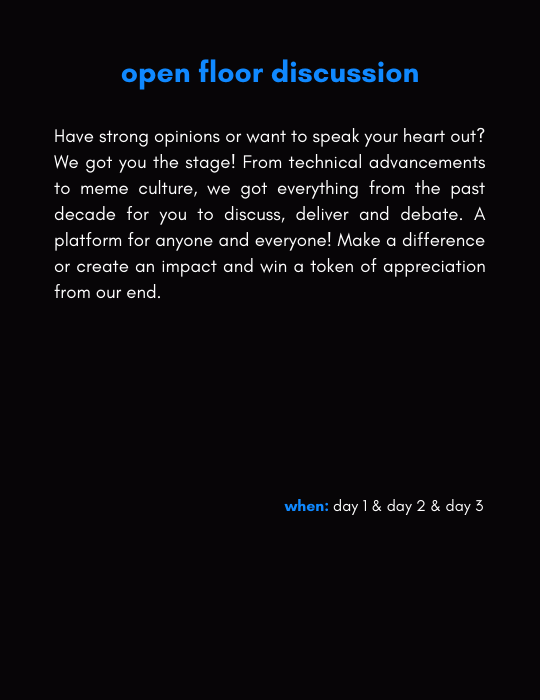 open floor discussion
Have strong opinions or want to speak your heart out?
We got you the stage! From technical advancements
to meme culture, we got everything from the past
decade for you to discuss, deliver and debate. A
platform for anyone and everyone! Make a difference
or create an impact and win a token of appreciation
from our end.
when: day 1 & day 2 & day 3